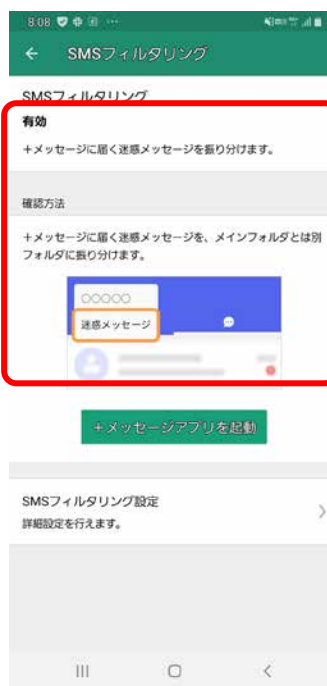 8:08
SMSフィルタリング
SMSフィルタリング
有効
+メッセージに届く迷惑メッセージを振り分けます。
確認方法
+メッセージに届く迷惑メッセージを、メインフォルダとは別
フォルダに振り分けます。
○○○○○
迷惑メッセージ
+メッセージアプリを起動
SMSフィルタリング設定
詳細設定を行えます。